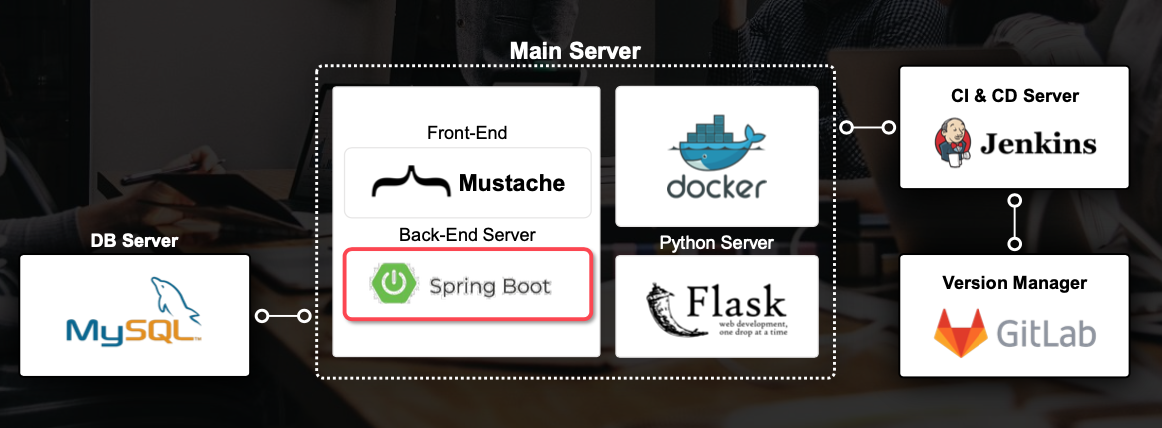 Main Server
Front-End
Mustache
Back-End Server
Spring Boot
docker
Python Server
Flask
web development,
one drop at a time
DB Server
MySQL™
CI & CD Server
Jenkins
Version Manager
GitLab